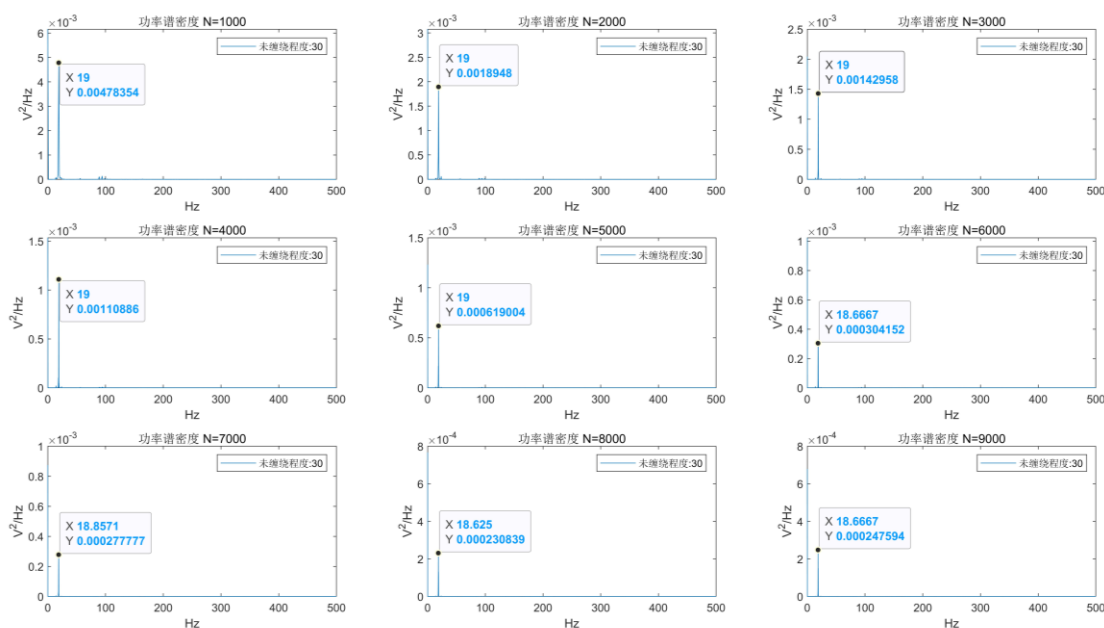 功率谱密度 N=1000
×10^-3
6
5
4
3
2
1
0
V^2/Hz
未缠绕程度:30
X 19
Y 0.00478354
0 100 200 300 400 500
Hz
功率谱密度 N=2000
×10^-3
3
2.5
2
1.5
1
0.5
0
V^2/Hz
未缠绕程度:30
X 19
Y 0.0018948
0 100 200 300 400 500
Hz
功率谱密度 N=3000
×10^-3
2.5
2
1.5
1
0.5
0
V^2/Hz
未缠绕程度:30
X 19
Y 0.00142958
0 100 200 300 400 500
Hz
功率谱密度 N=4000
×10^-3
1.5
1
0.5
0
V^2/Hz
未缠绕程度:30
X 19
Y 0.00110886
0 100 200 300 400 500
Hz
功率谱密度 N=5000
×10^-3
1.5
1
0.5
0
V^2/Hz
未缠绕程度:30
X 19
Y 0.000619004
0 100 200 300 400 500
Hz
功率谱密度 N=6000
×10^-3
1
0.8
0.6
0.4
0.2
0
V^2/Hz
未缠绕程度:30
X 18.6667
Y 0.000304152
0 100 200 300 400 500
Hz
功率谱密度 N=7000
×10^-3
1
0.8
0.6
0.4
0.2
0
V^2/Hz
未缠绕程度:30
X 18.8571
Y 0.000277777
0 100 200 300 400 500
Hz
功率谱密度 N=8000
×10^-4
8
6
4
2
0
V^2/Hz
未缠绕程度:30
X 18.625
Y 0.000230839
0 100 200 300 400 500
Hz
功率谱密度 N=9000
×10^-4
8
6
4
2
0
V^2/Hz
未缠绕程度:30
X 18.6667
Y 0.000247594
0 100 200 300 400 500
Hz